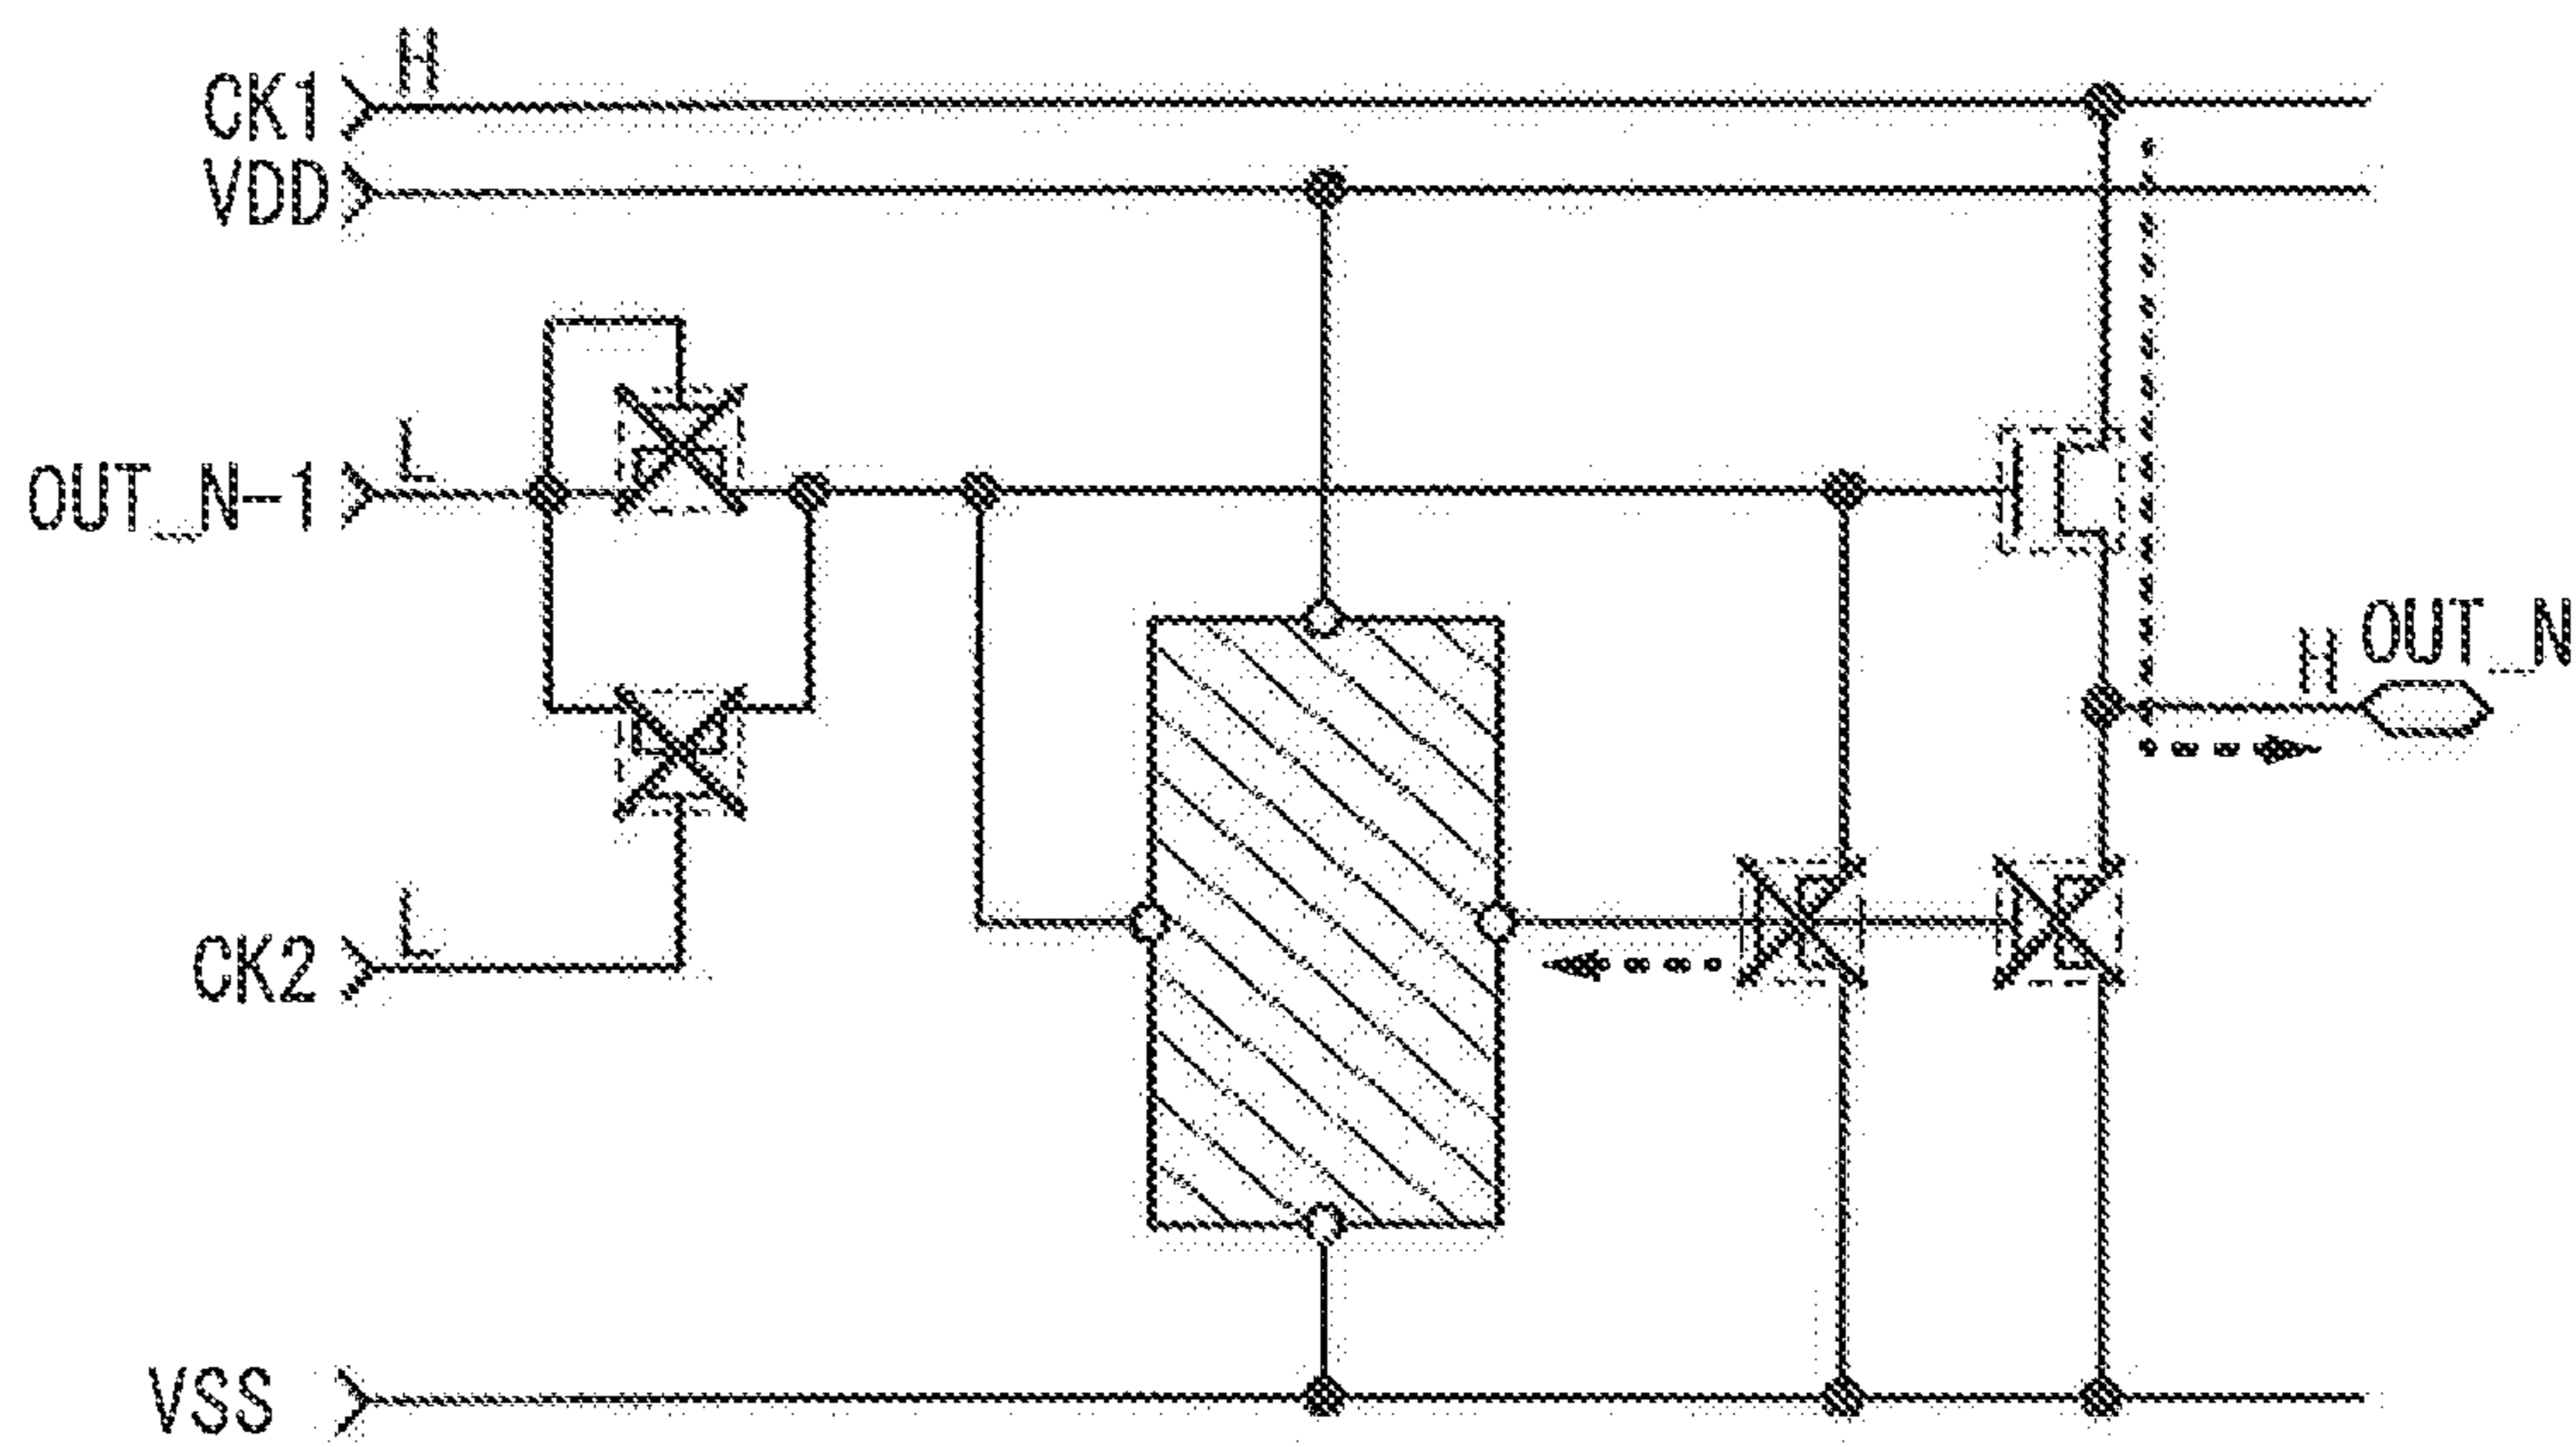 H
CK1
VDD
L
OUT_N-1
H
OUT_N
L
CK2
VSS